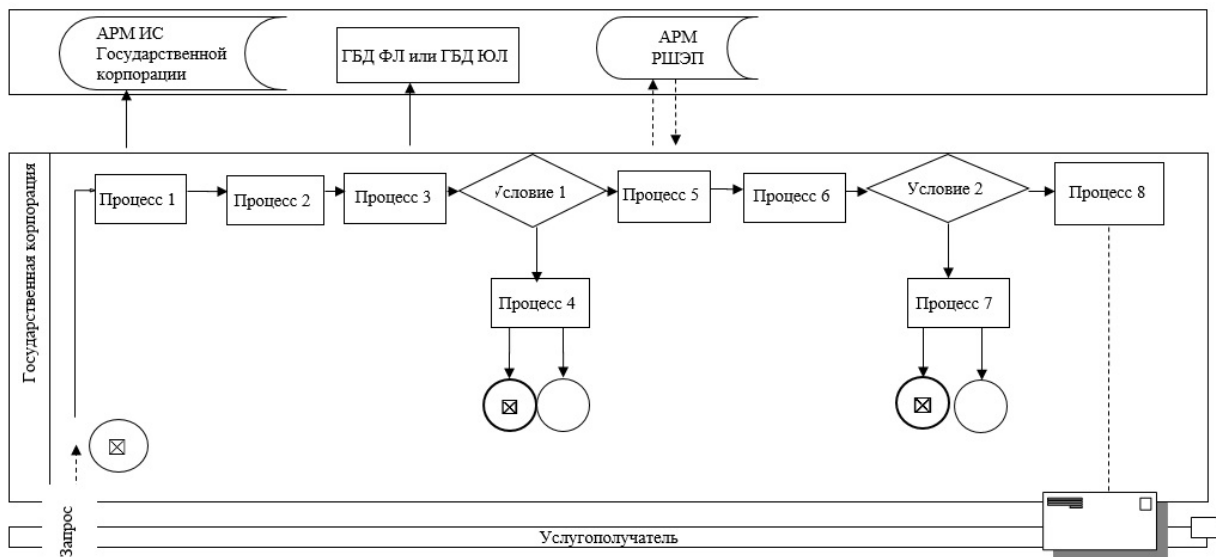 АРМ ИС
Государственной
корпорации
ГБД ФЛ или ГБД ЮЛ
АРМ
РШЭП
Государственная корпорация
Процесс 1
Процесс 2
Процесс 3
Условие 1
Процесс 5
Процесс 6
Условие 2
Процесс 8
Процесс 4
Процесс 7
Запрос
Услугополучатель